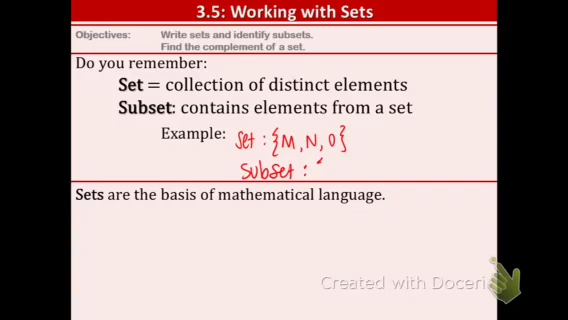 3.5: Working with Sets
Objectives: Write sets and identify subsets.
Find the complement of a set.
Do you remember:
Set = collection of distinct elements
Subset: contains elements from a set
Example: Set : {M, N, O}
Subset :
Sets are the basis of mathematical language.
Created with Doceri